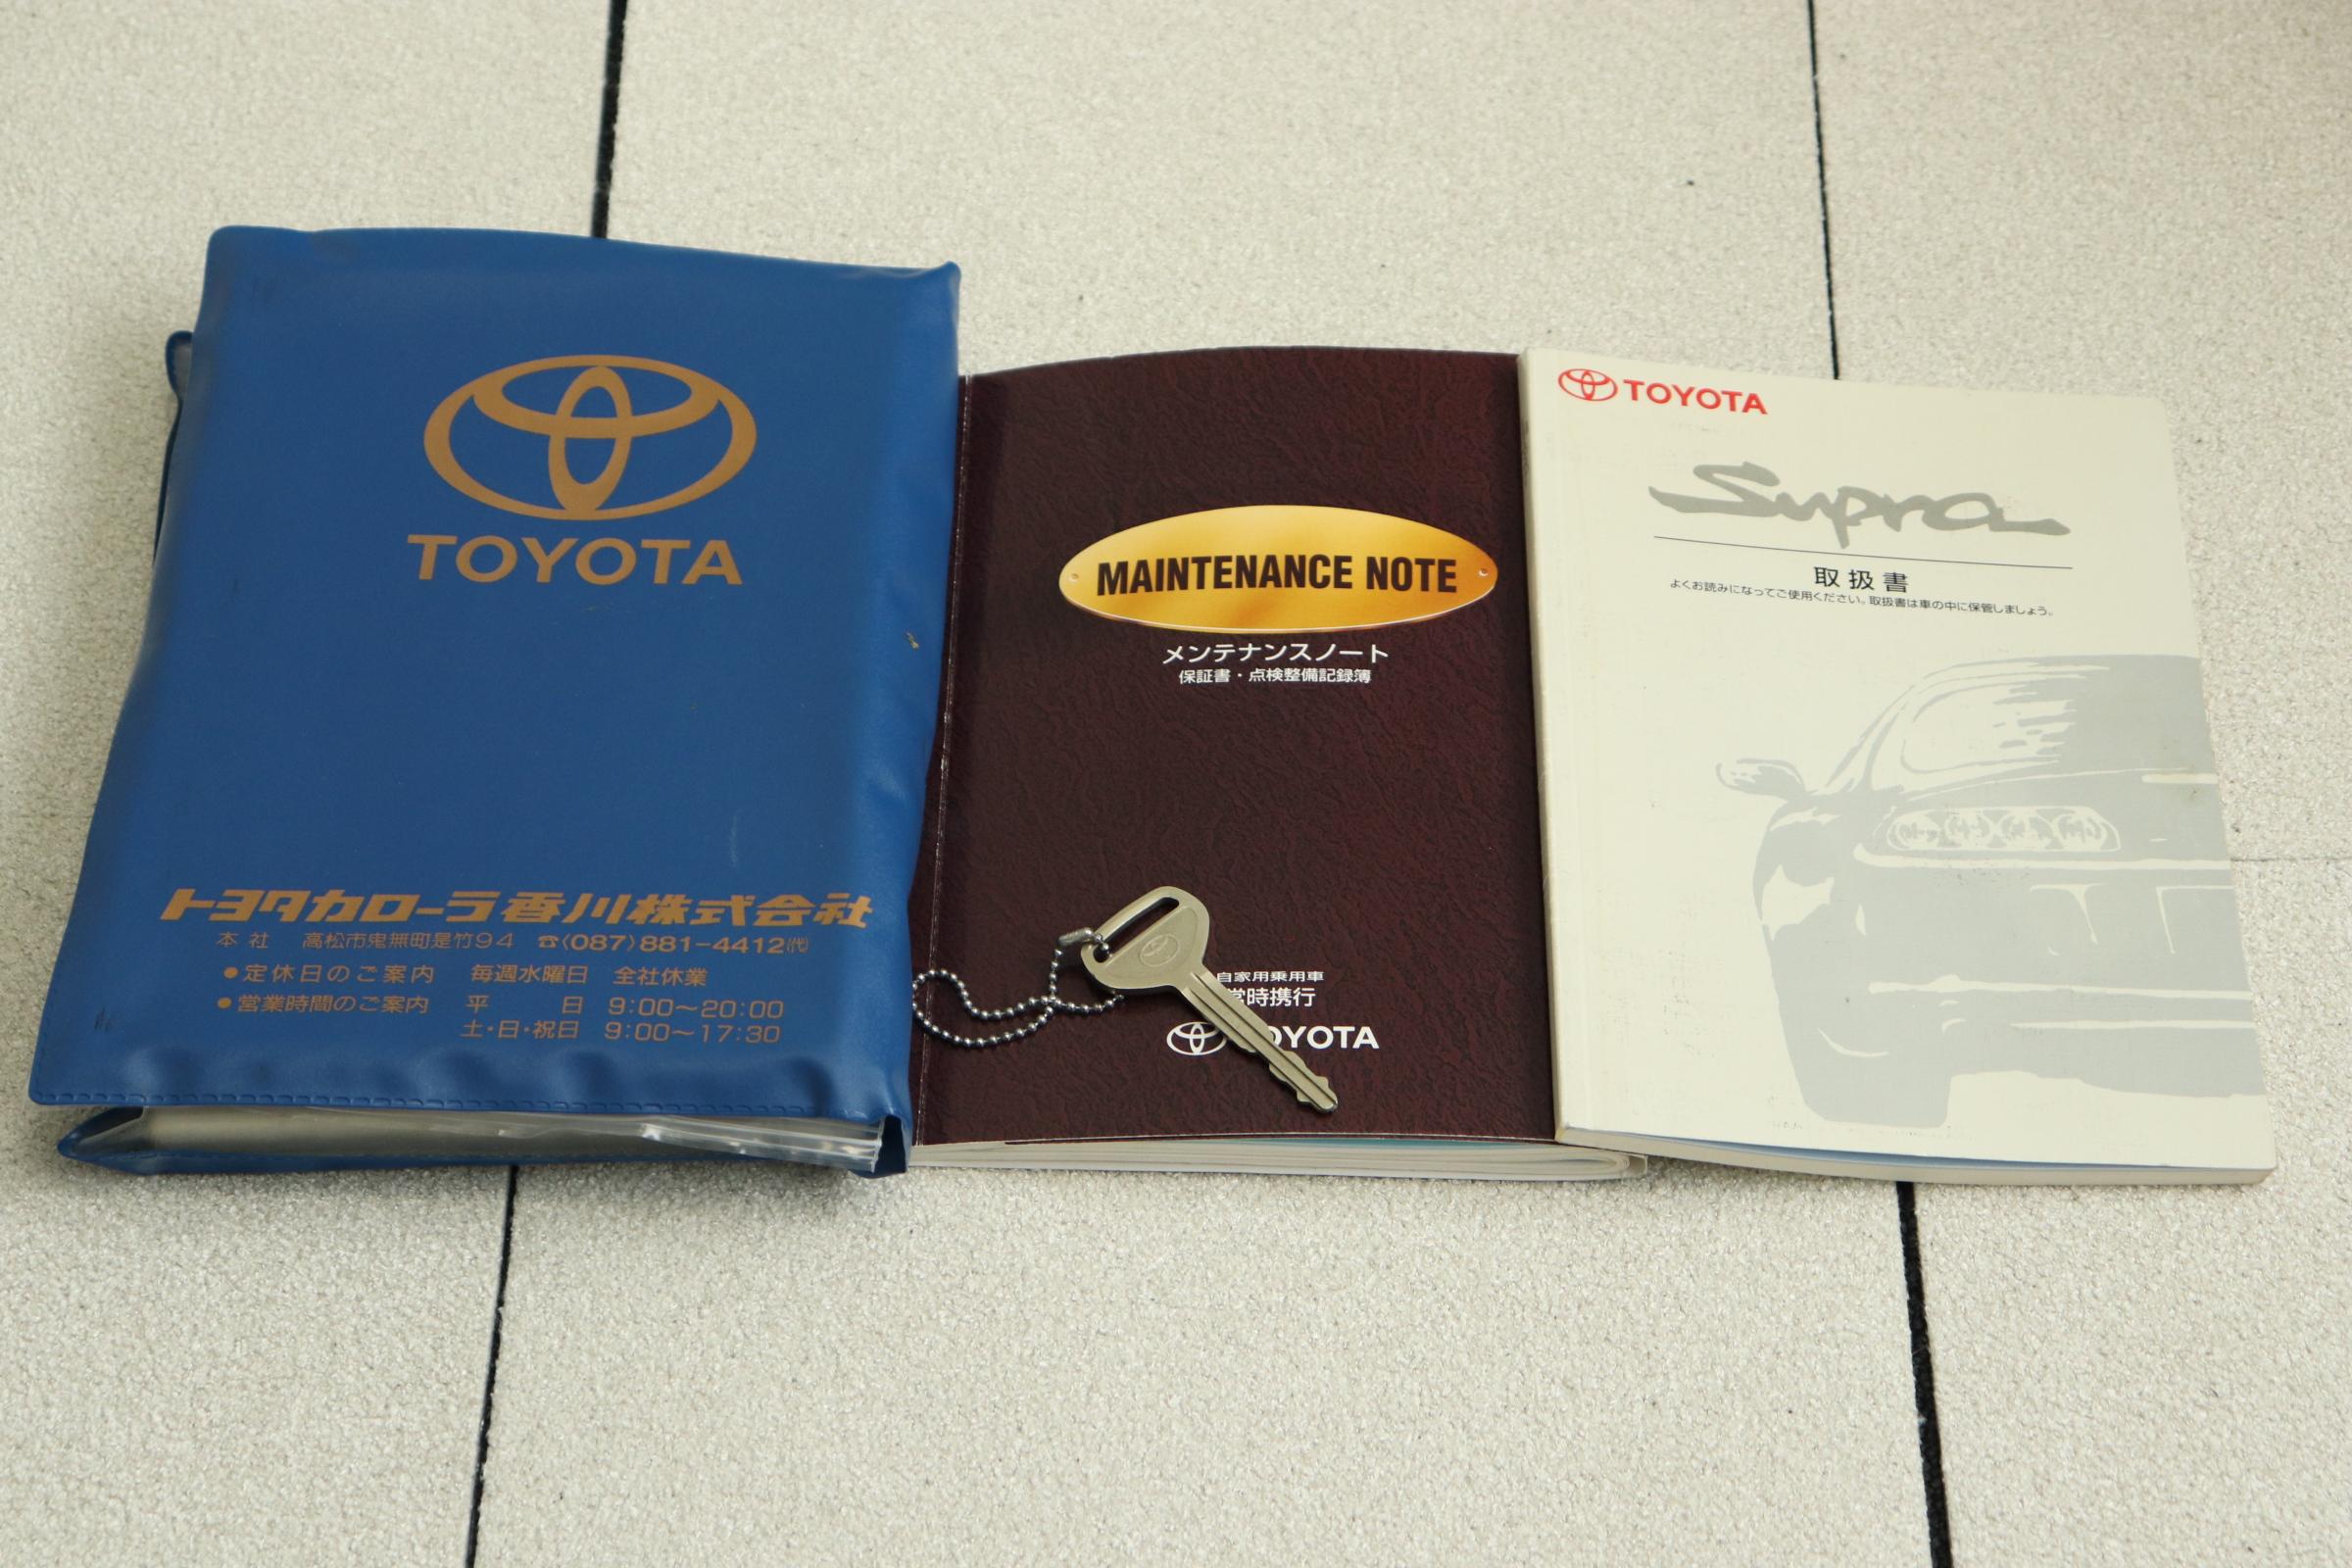 TOYOTA
トヨタカローラ香川株式会社
本社 高松市鬼無町是竹94 ☎〈087〉881-4412㈹
●定休日のご案内 毎週水曜日 全社休業
●営業時間のご案内 平 日 9:00〜20:00
土・日・祝日 9:00〜17:30
MAINTENANCE NOTE
メンテナンスノート
保証書・点検整備記録簿
自家用乗用車
常時携行
TOYOTA
TOYOTA
Supra
取扱書
よくお読みになってご使用ください。取扱書は車の中に保管しましょう。